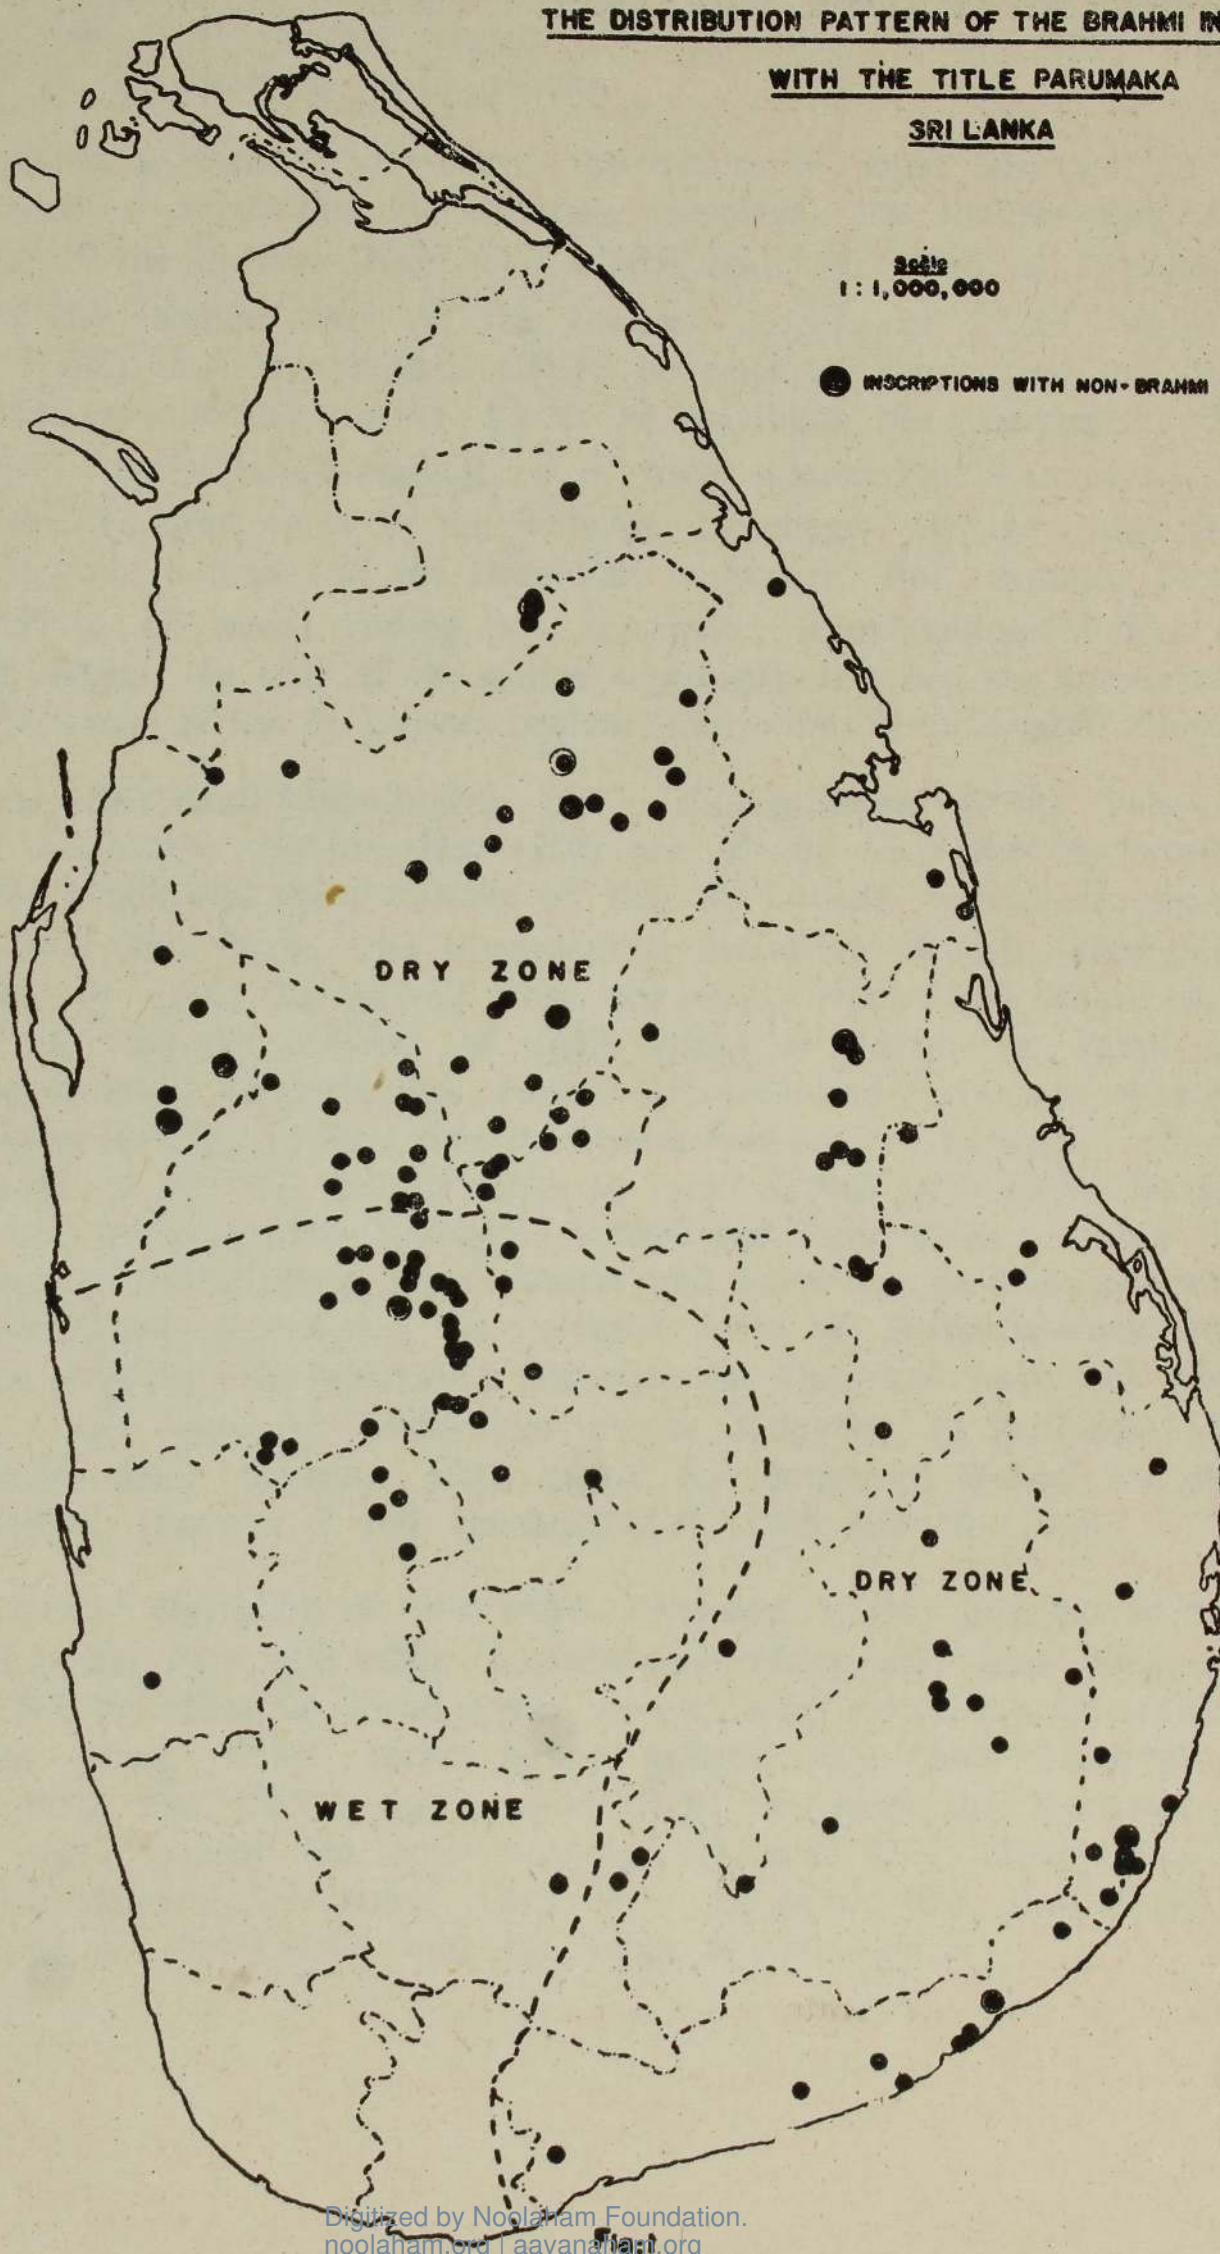 THE DISTRIBUTION PATTERN OF THE BRAHMI IN
WITH THE TITLE PARUMAKA
SRI LANKA
Scale
1:1,000,000
INSCRIPTIONS WITH NON-BRAHMI
DRY ZONE
DRY ZONE
WET ZONE
Digitized by Noolaham Foundation.
noolaham.org | aavanaham.org